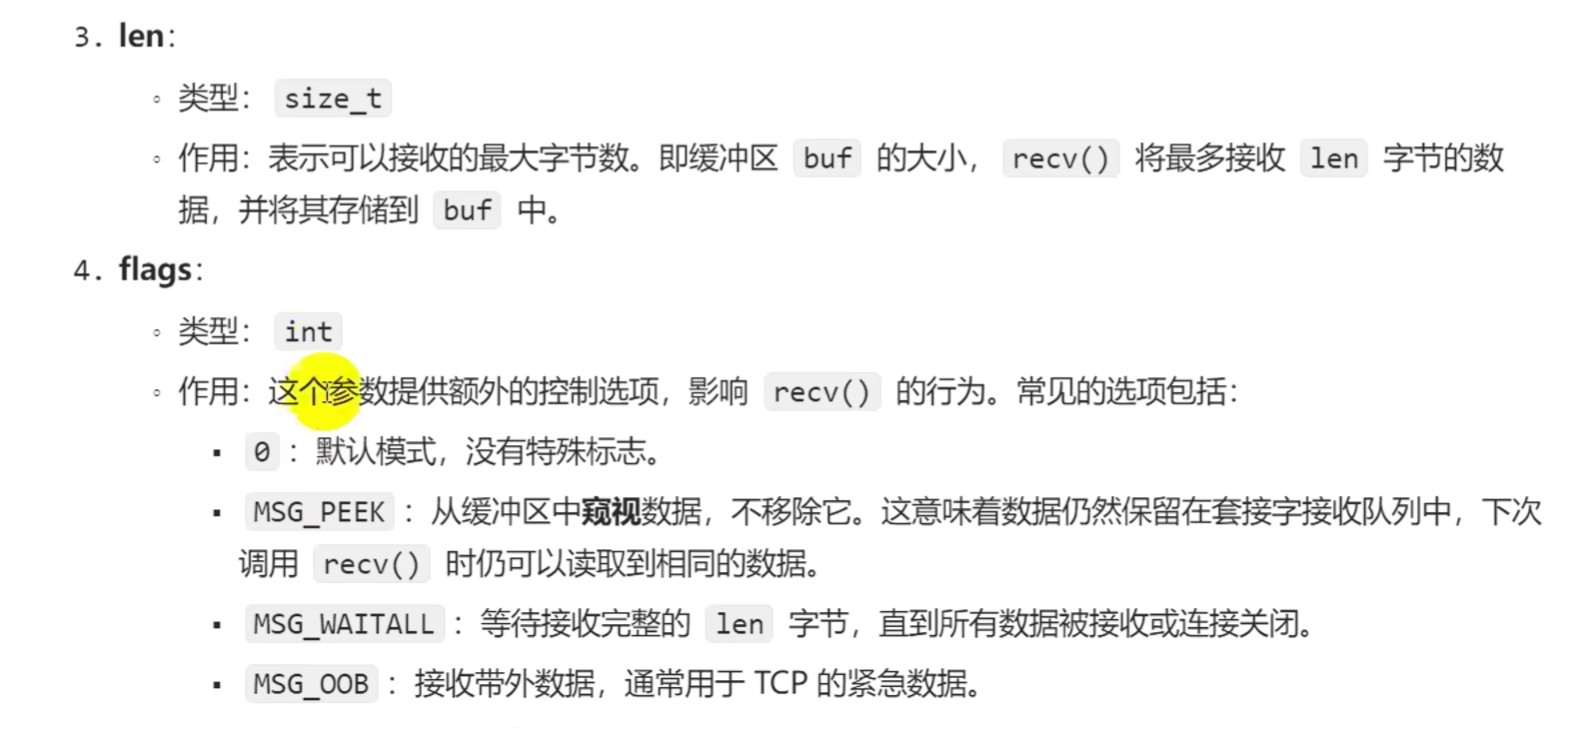 3. len：
◦ 类型： size_t
◦ 作用：表示可以接收的最大字节数。即缓冲区 buf 的大小， recv() 将最多接收 len 字节的数
据，并将其存储到 buf 中。
4. flags：
◦ 类型： int
◦ 作用：这个参数提供额外的控制选项，影响 recv() 的行为。常见的选项包括：
▪ 0 ：默认模式，没有特殊标志。
▪ MSG_PEEK ：从缓冲区中窥视数据，不移除它。这意味着数据仍然保留在套接字接收队列中，下次
调用 recv() 时仍可以读取到相同的数据。
▪ MSG_WAITALL ：等待接收完整的 len 字节，直到所有数据被接收或连接关闭。
▪ MSG_OOB ：接收带外数据，通常用于 TCP 的紧急数据。